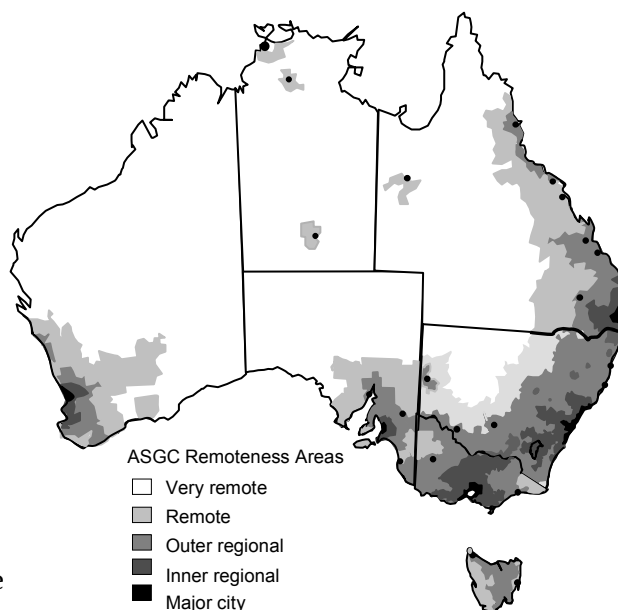 ASGC Remoteness Areas
Very remote
Remote
Outer regional
Inner regional
Major city
e